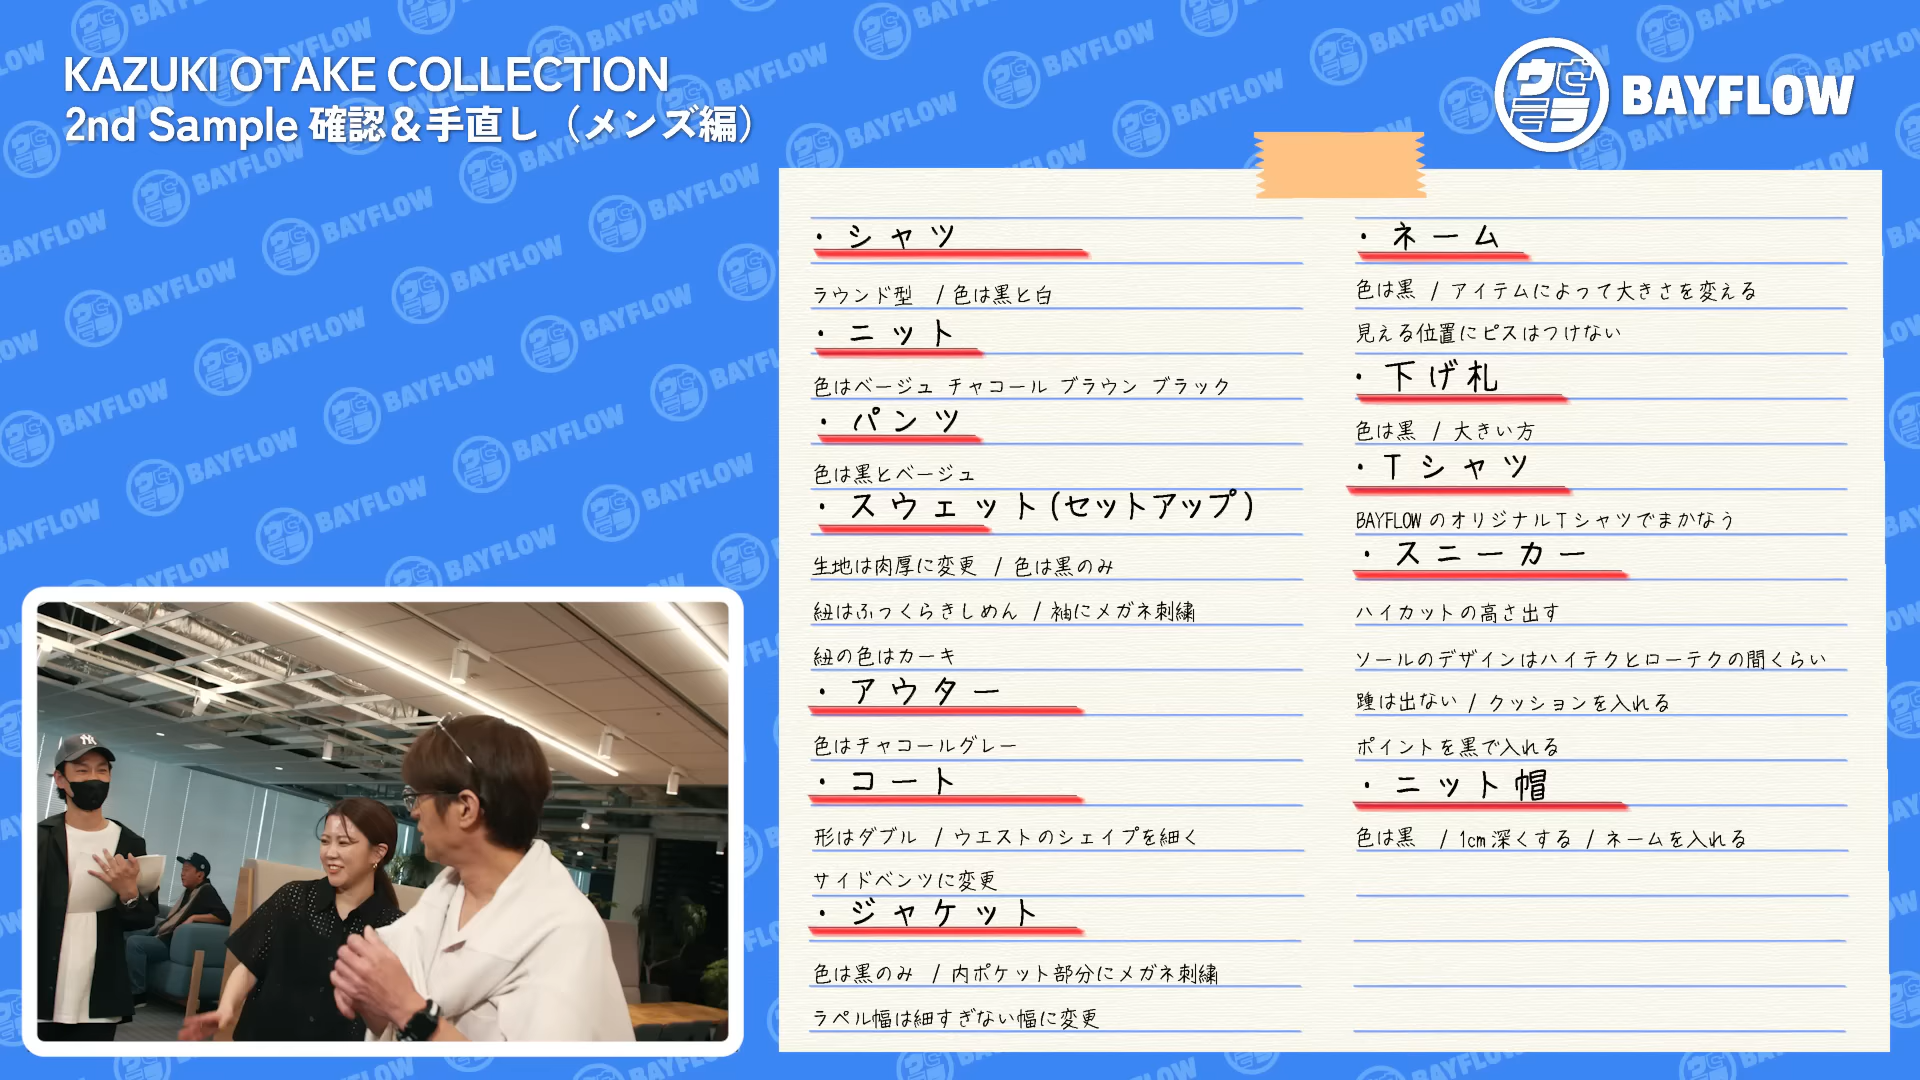 KAZUKI OTAKE COLLECTION
2nd Sample 確認&手直し（メンズ編）
BAYFLOW
・シャツ
ラウンド型 / 色は黒と白
・ニット
色はベージュ チャコール ブラウン ブラック
・パンツ
色は黒とベージュ
・スウェット(セットアップ)
生地は肉厚に変更 / 色は黒のみ
紐はふっくらきしめん / 袖にメガネ刺繍
紐の色はカーキ
・アウター
色はチャコールグレー
・コート
形はダブル / ウエストのシェイプを細く
サイドベンツに変更
・ジャケット
色は黒のみ / 内ポケット部分にメガネ刺繍
ラペル幅は細すぎない幅に変更
・ネーム
色は黒 / アイテムによって大きさを変える
見える位置にピスはつけない
・下げ札
色は黒 / 大きい方
・Tシャツ
BAYFLOWのオリジナルTシャツでまかなう
・スニーカー
ハイカットの高さ出す
ソールのデザインはハイテクとローテクの間くらい
踵は出ない / クッションを入れる
ポイントを黒で入れる
・ニット帽
色は黒 / 1cm深くする / ネームを入れる